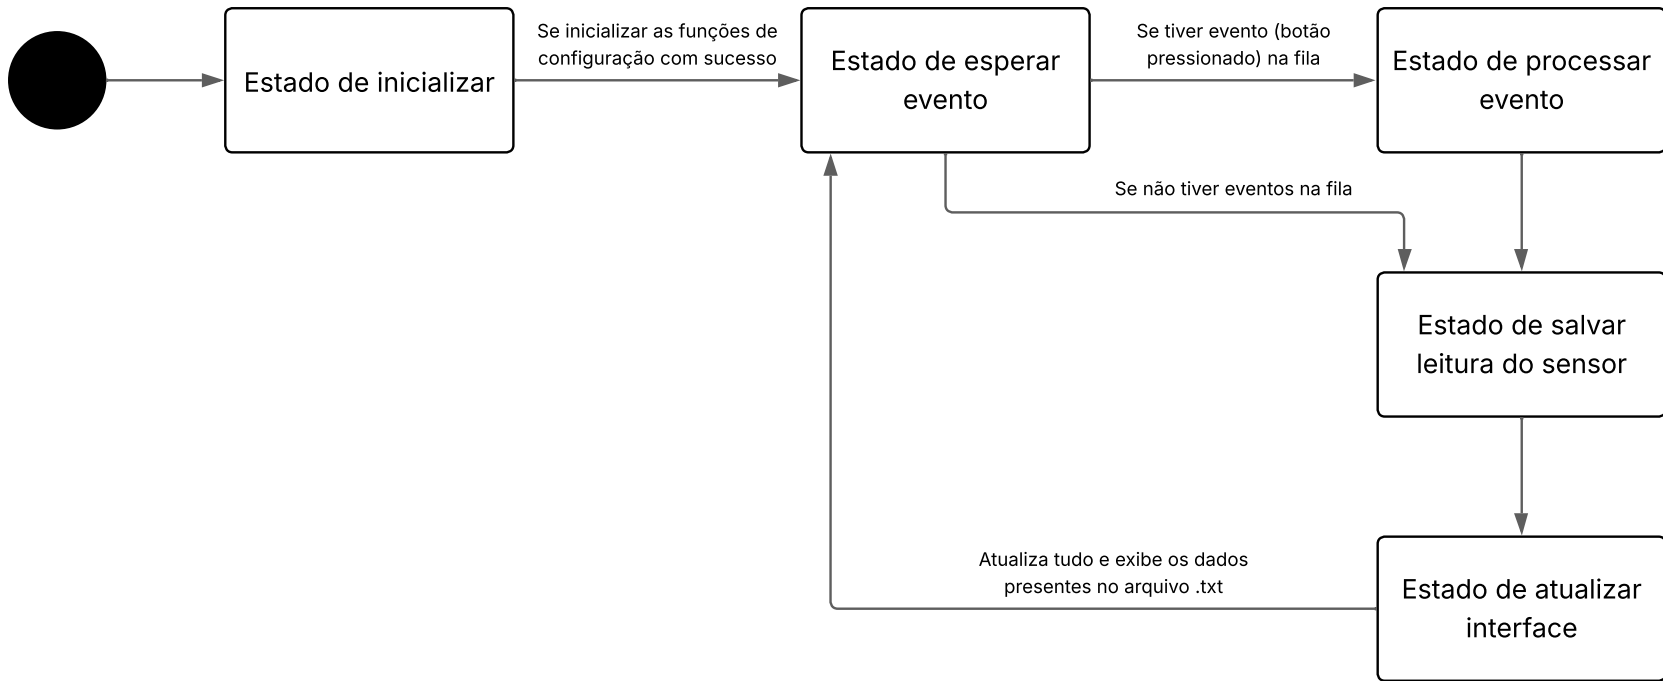 Estado de inicializar
Se inicializar as funções de
configuração com sucesso
Estado de esperar
evento
Se tiver evento (botão
pressionado) na fila
Estado de processar
evento
Se não tiver eventos na fila
Estado de salvar
leitura do sensor
Atualiza tudo e exibe os dados
presentes no arquivo .txt
Estado de atualizar
interface